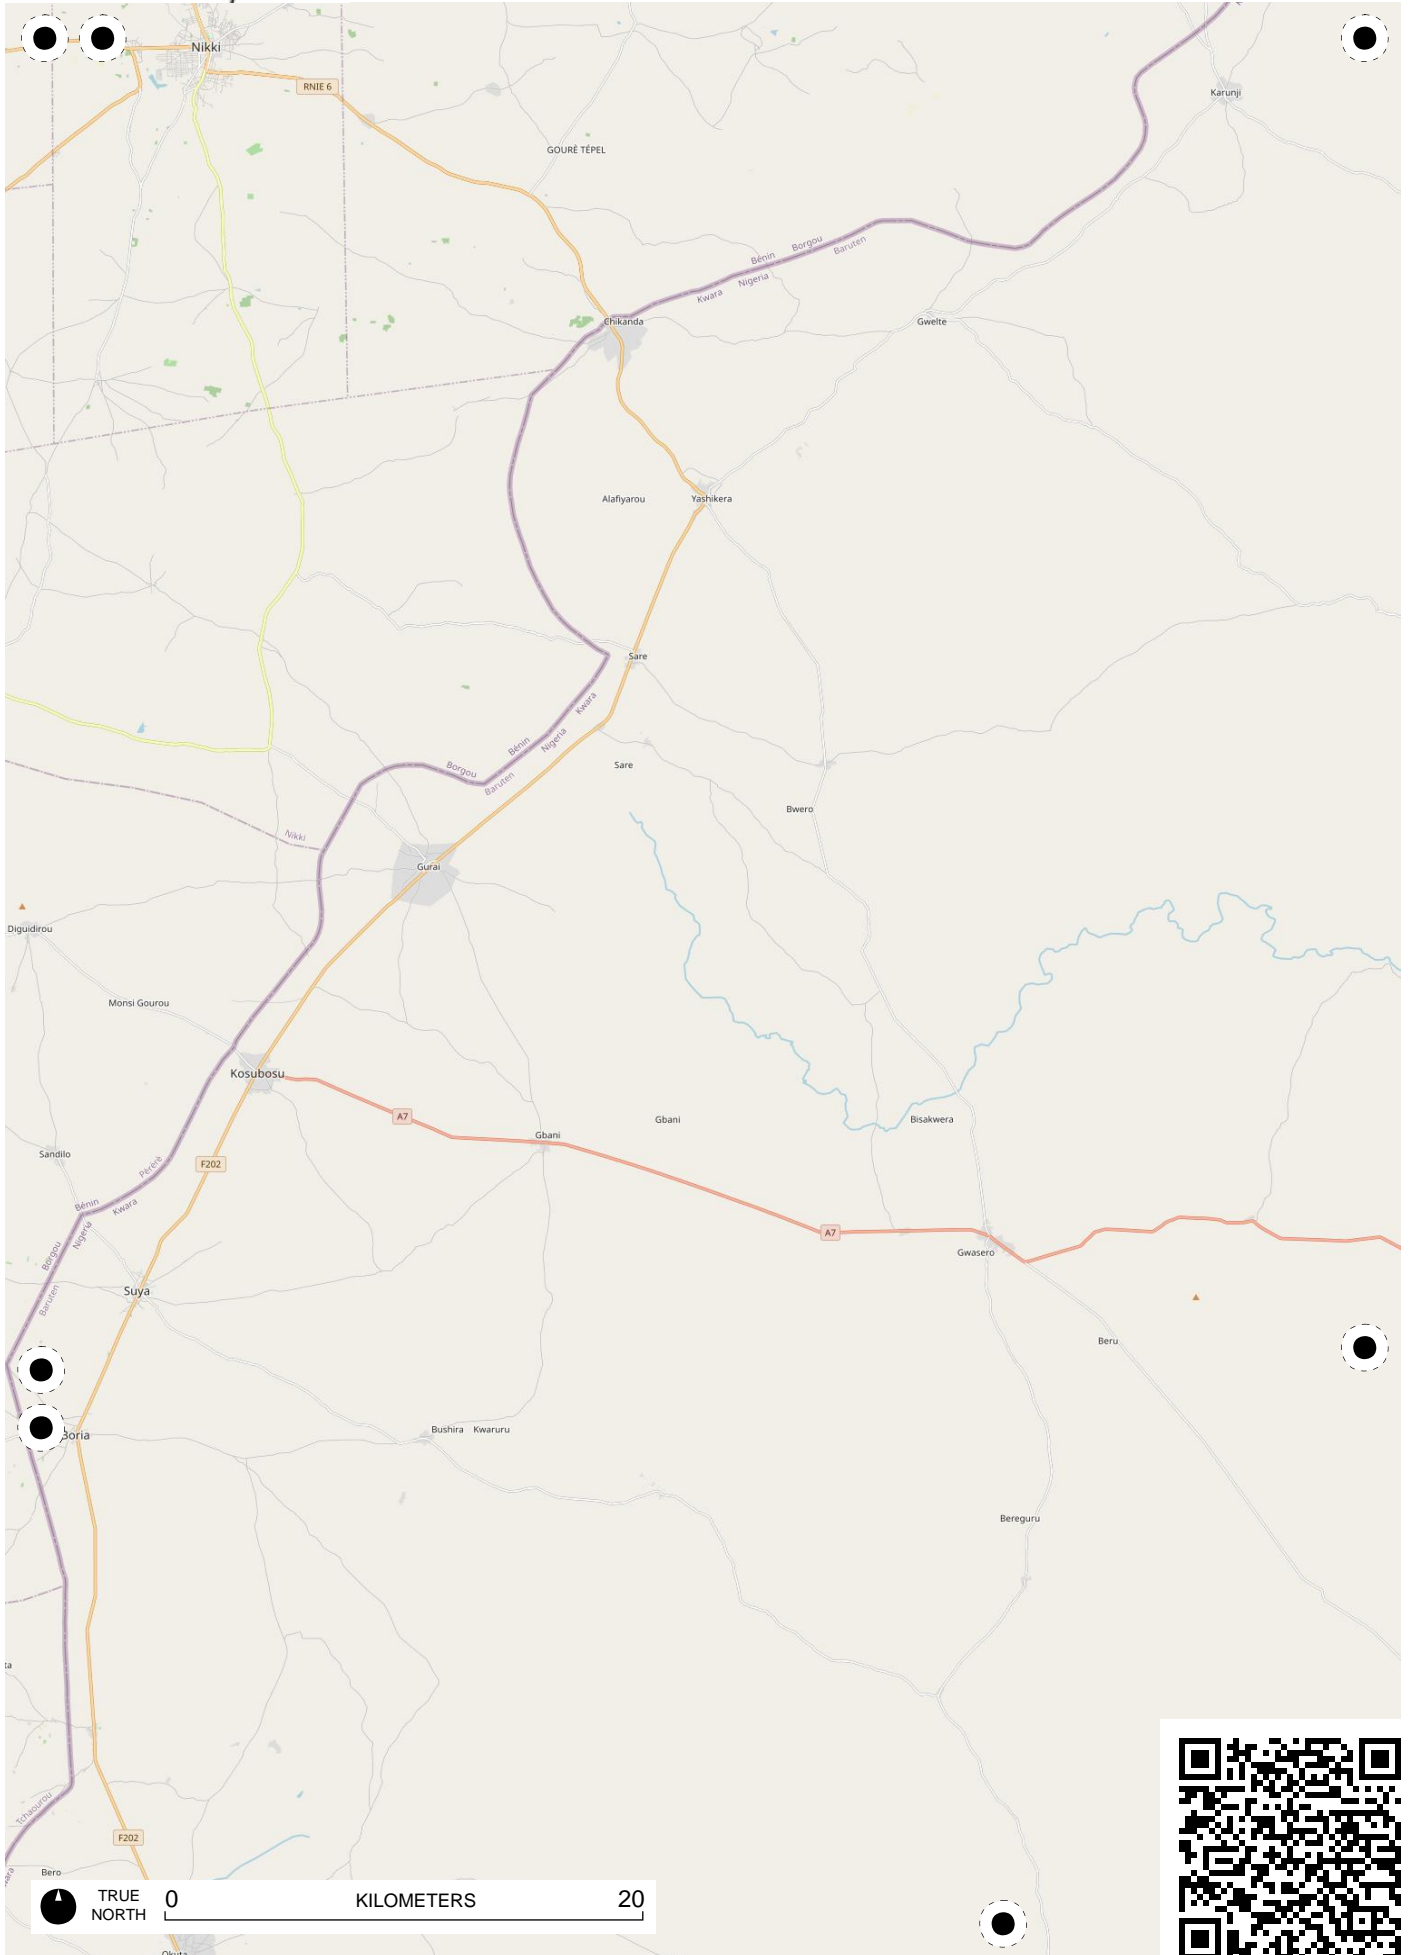 Nikki
RNIE 6
Karunji
GOURÈ TÉPEL
Bénin
Borgou
Baruten
Kwara
Nigeria
Chikanda
Gwelte
Alafiyarou
Yashikera
Sare
Kwara
Bénin
Nigeria
Borgou
Baruten
Sare
Bwero
Nikki
Gurai
Diguidirou
Monsi Gourou
Kosubosu
A7
Gbani
Gbani
Bisakwera
Sandilo
Pèrèrè
F202
Bénin
Kwara
Nigeria
Borgou
Baruten
A7
Gwasero
Suya
Beru
Boria
Bushira
Kwaruru
Bereguru
Tchaourou
F202
Bero
TRUE NORTH
0 KILOMETERS 20
Okuta